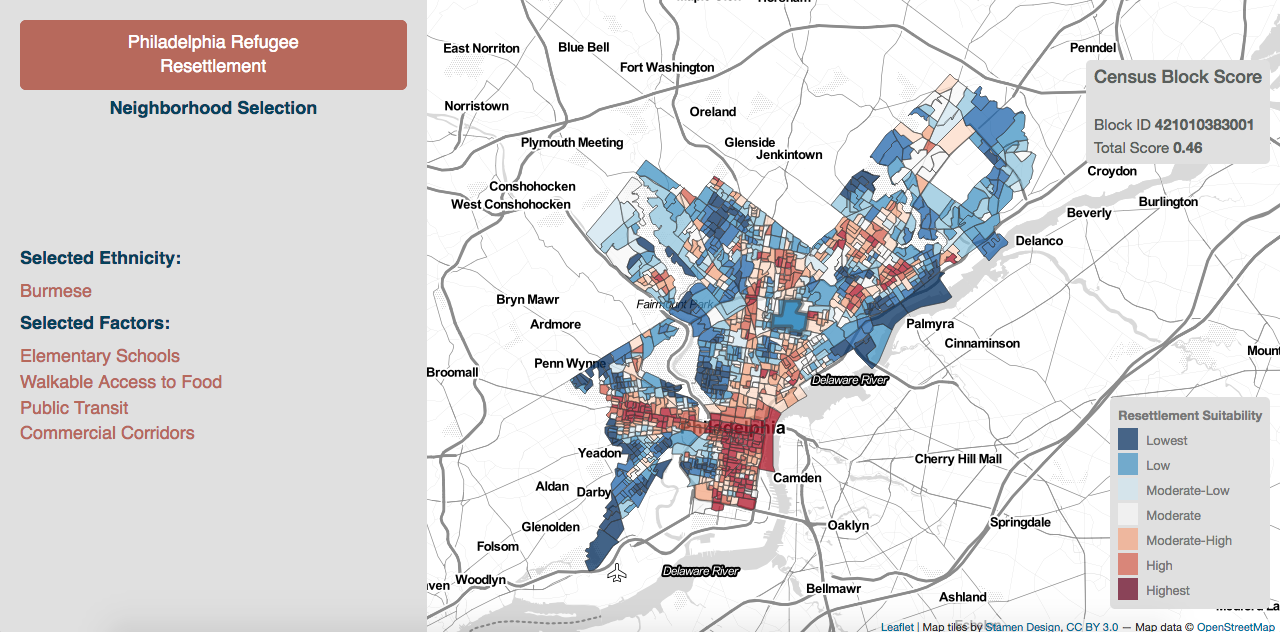 Philadelphia Refugee
Resettlement
Neighborhood Selection
Selected Ethnicity:
Burmese
Selected Factors:
Elementary Schools
Walkable Access to Food
Public Transit
Commercial Corridors
Horsham
East Norriton
Blue Bell
Penndel
Fort Washington
Census Block Score
Norristown
Oreland
Block ID 421010383001
Plymouth Meeting
Glenside
Total Score 0.46
Jenkintown
Croydon
Conshohocken
West Conshohocken
Burlington
Beverly
Delanco
Bryn Mawr
Fairmount Park
Ardmore
Palmyra
Cinnaminson
Penn Wynne
Mount
Broomall
Delaware River
Resettlement Suitability
Philadelphia
Lowest
Yeadon
Cherry Hill Mall
Low
Camden
Aldan
Darby
Moderate-Low
Moderate
Glenolden
Oaklyn
Springdale
Moderate-High
Folsom
High
Delaware River
Woodlyn
ven
Bellmawr
Highest
Ashland
Leaflet | Map tiles by Stamen Design, CC BY 3.0 — Map data © OpenStreetMap